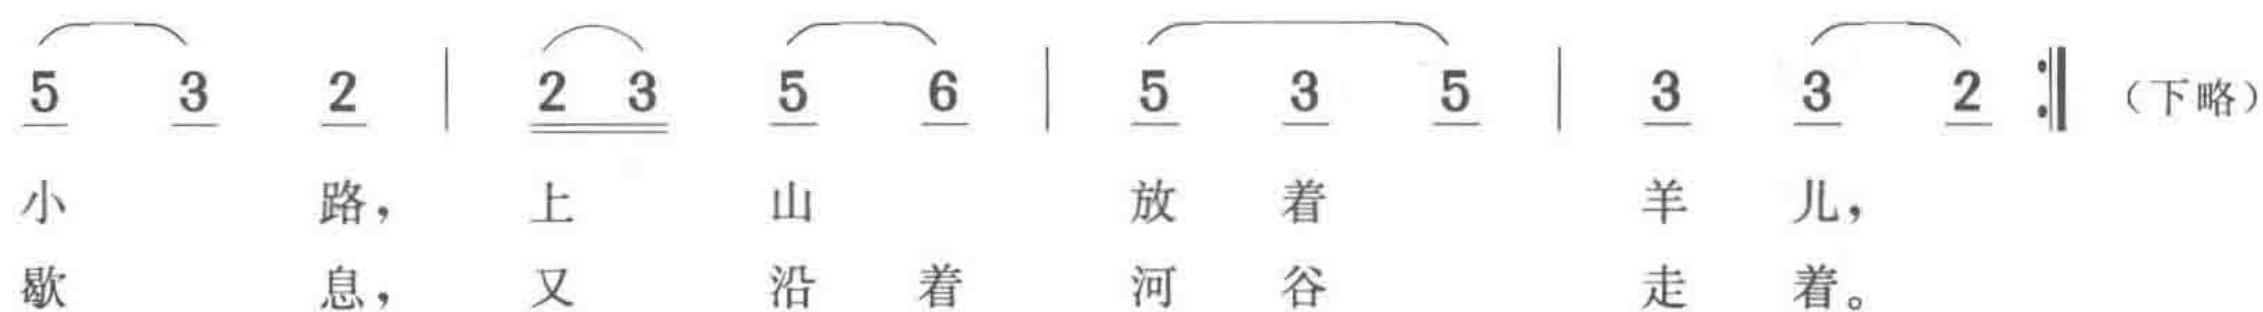 5 3 2 | 2 3 5 6 | 5 3 5 | 3 3 2 :‖ （下略）
小 路， 上 山 放 着 羊 儿，
歇 息， 又 沿 着 河 谷 走 着。